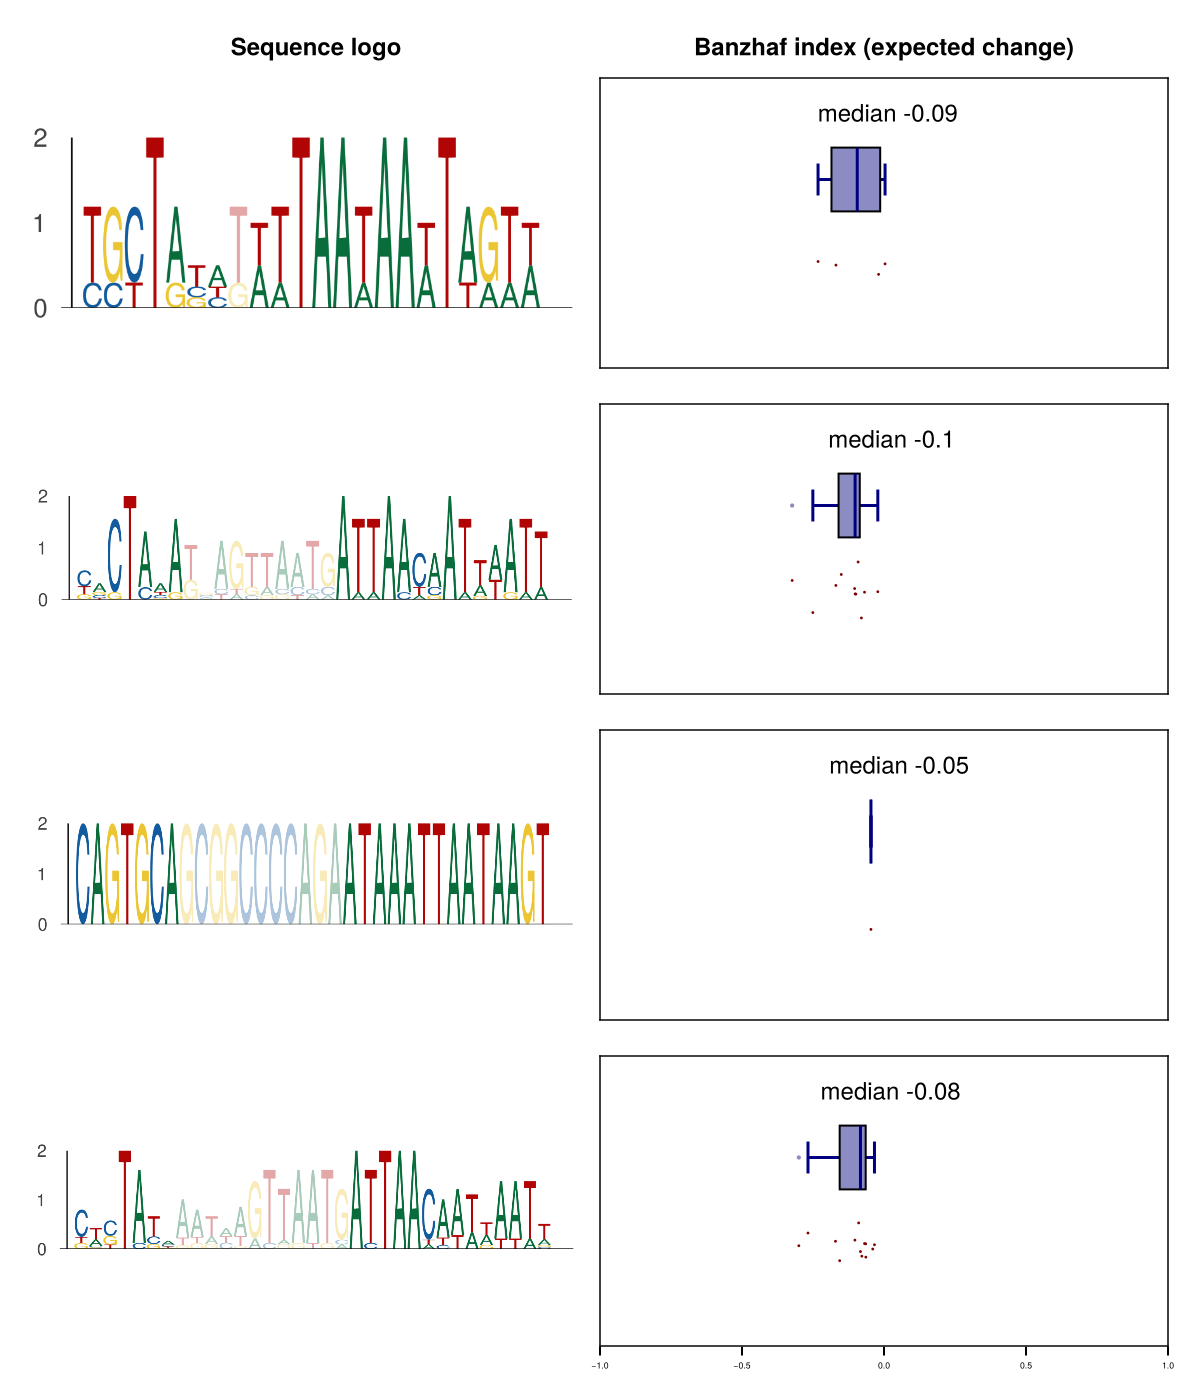 Sequence logo
Banzhaf index (expected change)
median -0.09
2
1
0
median -0.1
2
1
0
median -0.05
2
1
0
CAGTGCAGCGGCCCCAGAATAAATTAATAAGT
median -0.08
2
1
0
−1.0 −0.5 0.0 0.5 1.0